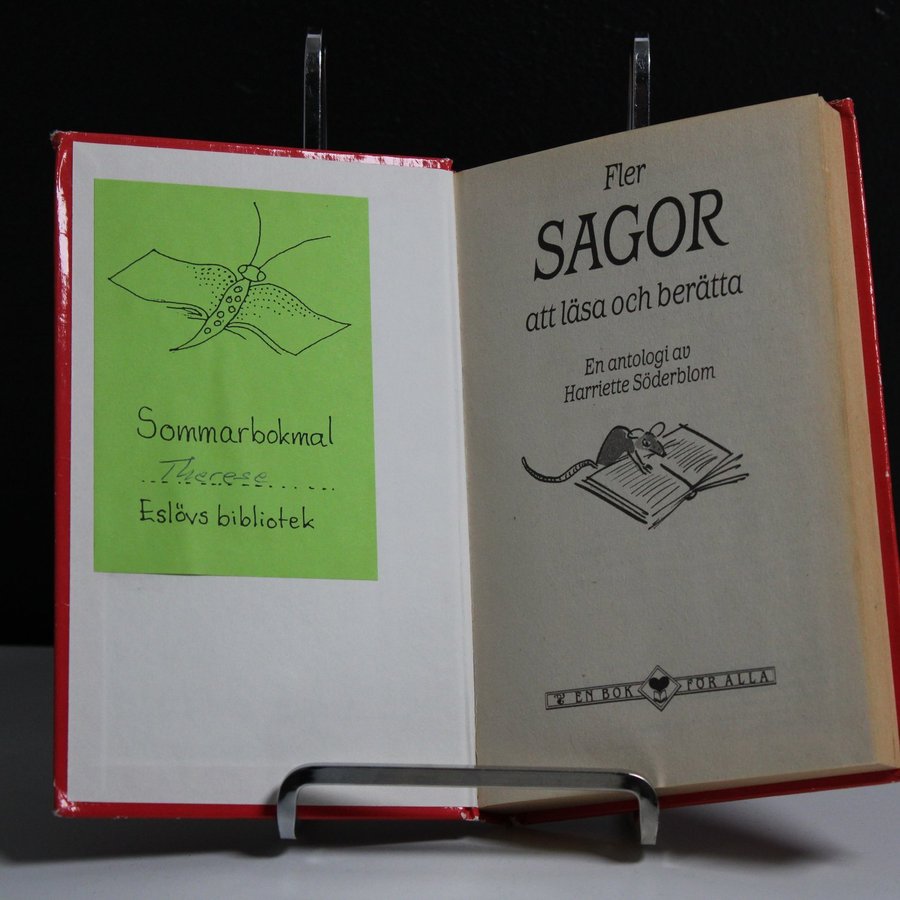 Sommarbokmal
Therese
Eslövs bibliotek
Fler
SAGOR
att läsa och berätta
En antologi av
Harriette Söderblom
EN BOK FÖR ALLA